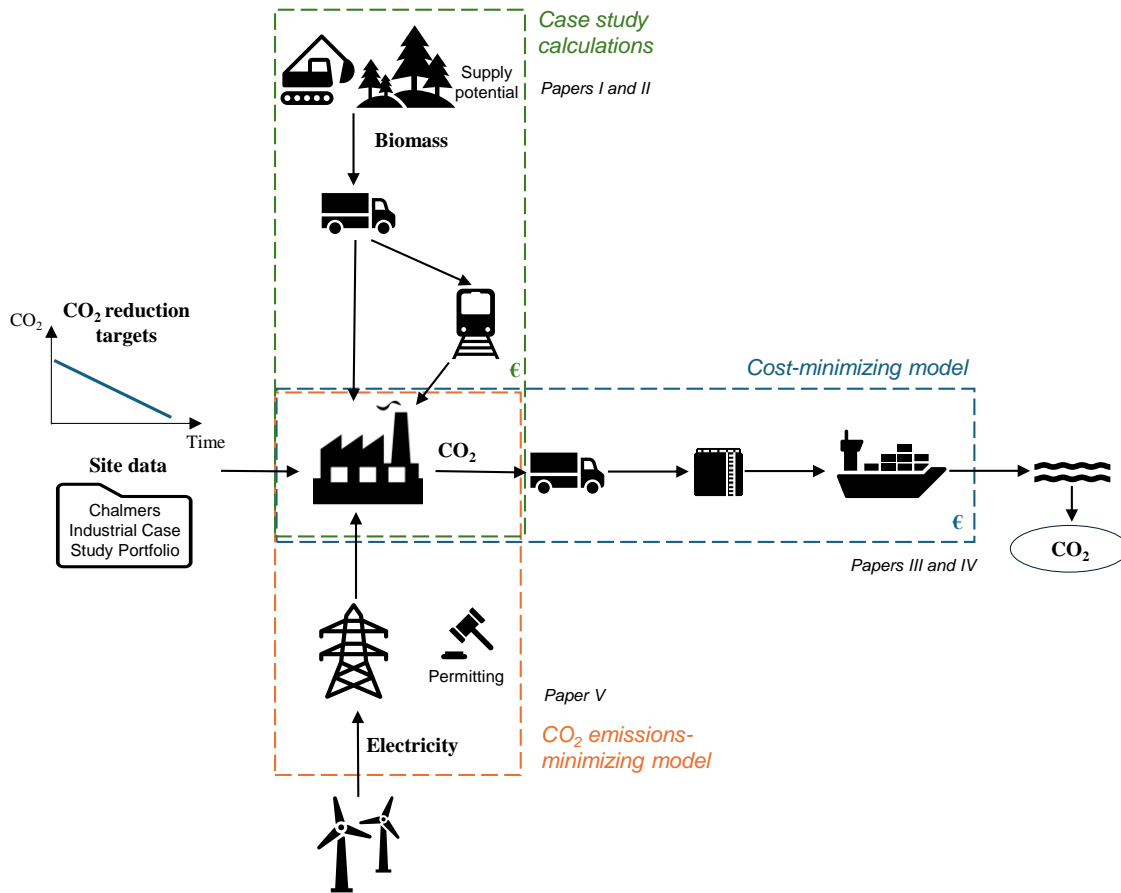 Case study
calculations
Supply
potential
Papers I and II
Biomass
CO₂ reduction
targets
CO₂
Time
€
Cost-minimizing model
Site data
Chalmers
Industrial Case
Study Portfolio
CO₂
€
CO₂
Papers III and IV
Permitting
Paper V
CO₂ emissions-
minimizing model
Electricity